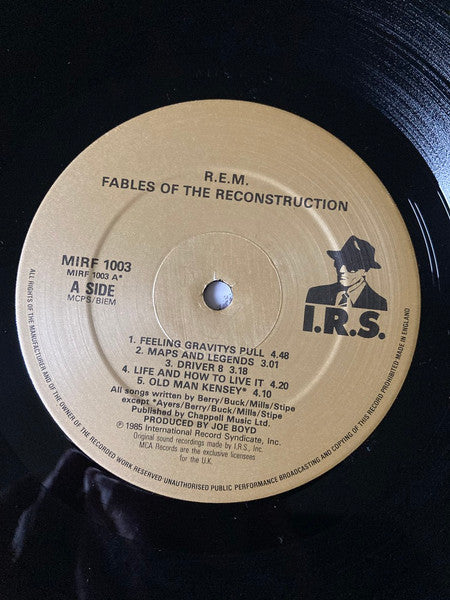 R.E.M.
FABLES OF THE RECONSTRUCTION
MIRF 1003
MIRF 1003 A*
A SIDE
MCPS/BIEM
I.R.S.
1. FEELING GRAVITYS PULL 4.48
2. MAPS AND LEGENDS 3.01
3. DRIVER 8 3.18
4. LIFE AND HOW TO LIVE IT 4.20
5. OLD MAN KENSEY* 4.10
All songs written by Berry/Buck/Mills/Stipe
except *Ayers/Berry/Buck/Mills/Stipe
Published by Chappell Music Ltd.
PRODUCED BY JOE BOYD
℗ 1985 International Record Syndicate, Inc.
Original sound recordings made by I.R.S., Inc.
MCA Records are the exclusive licensees
for the U.K.
ALL RIGHTS OF THE MANUFACTURER AND OF THE OWNER OF THE RECORDED WORK RESERVED UNAUTHORISED PUBLIC PERFORMANCE BROADCASTING AND COPYING OF THIS RECORD PROHIBITED MADE IN ENGLAND